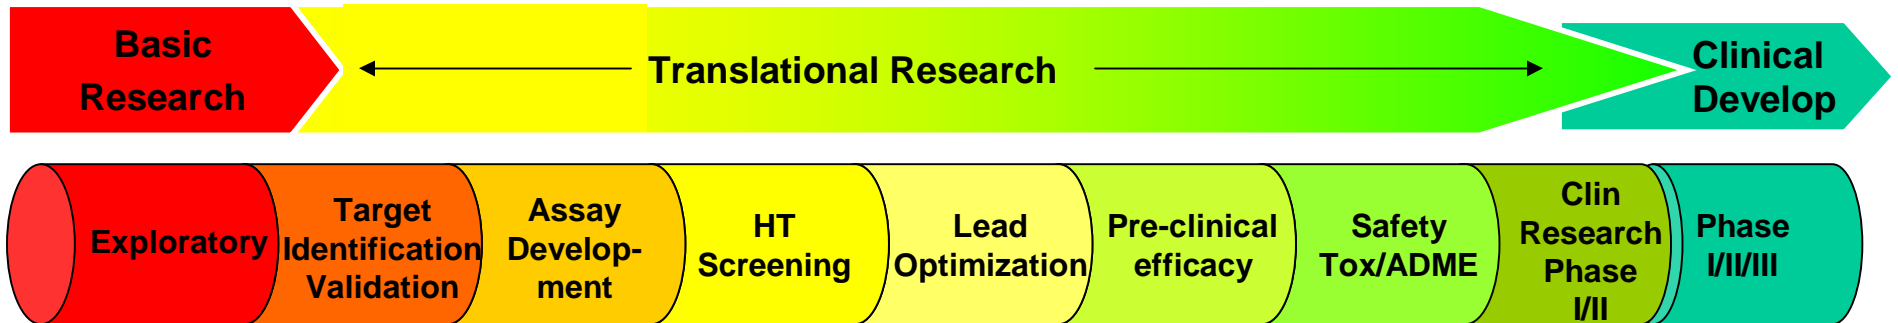 Basic
Research
Translational Research
Clinical
Develop
Exploratory
Target
Identification
Validation
Assay
Develop-
ment
HT
Screening
Lead
Optimization
Pre-clinical
efficacy
Safety
Tox/ADME
Clin
Research
Phase
I/II
Phase
I/II/III